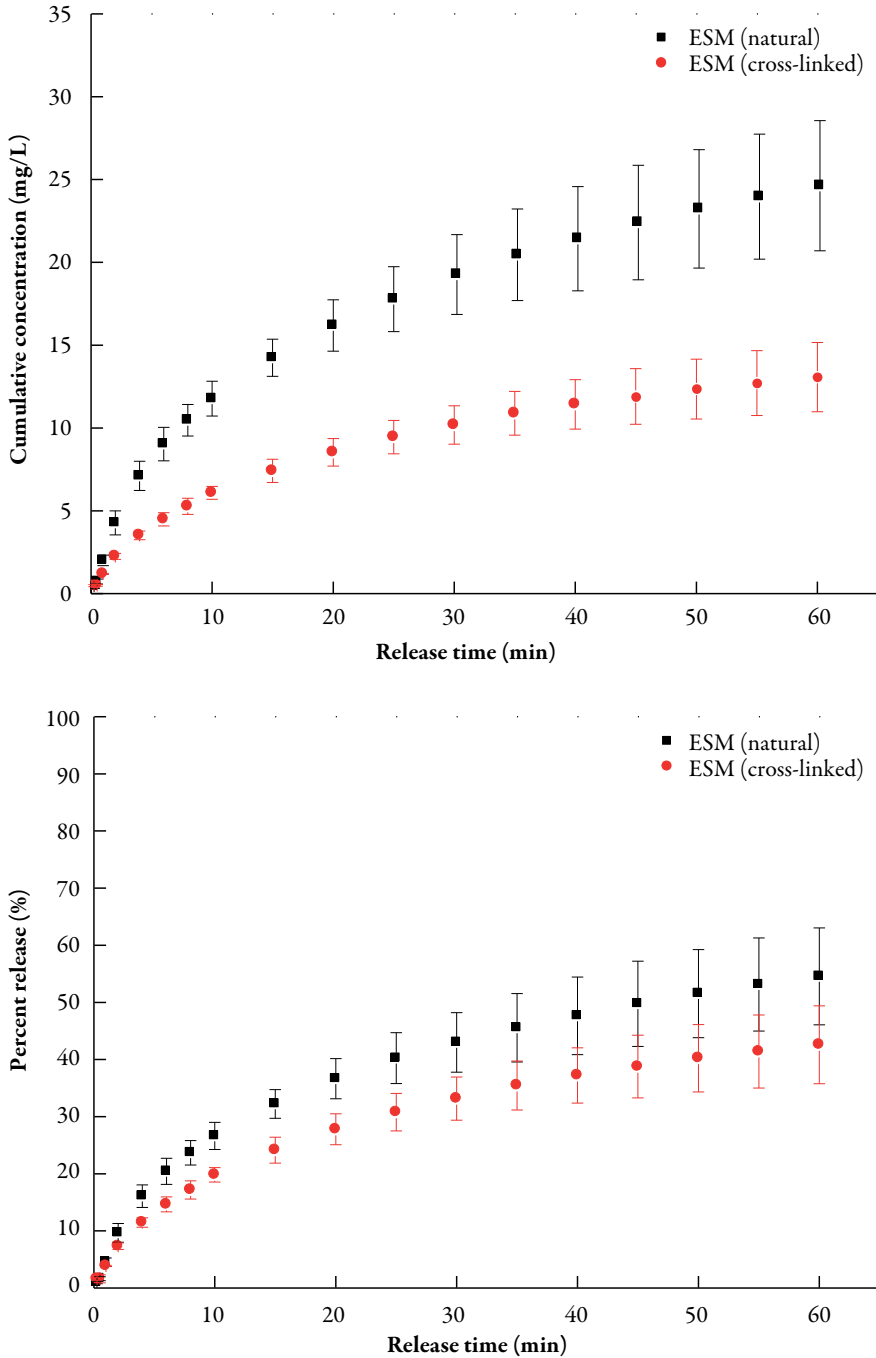 35
30
25
20
15
10
5
0
Cumulative concentration (mg/L)
ESM (natural)
ESM (cross-linked)
0 10 20 30 40 50 60
Release time (min)
100
90
80
70
60
50
40
30
20
10
0
Percent release (%)
ESM (natural)
ESM (cross-linked)
0 10 20 30 40 50 60
Release time (min)